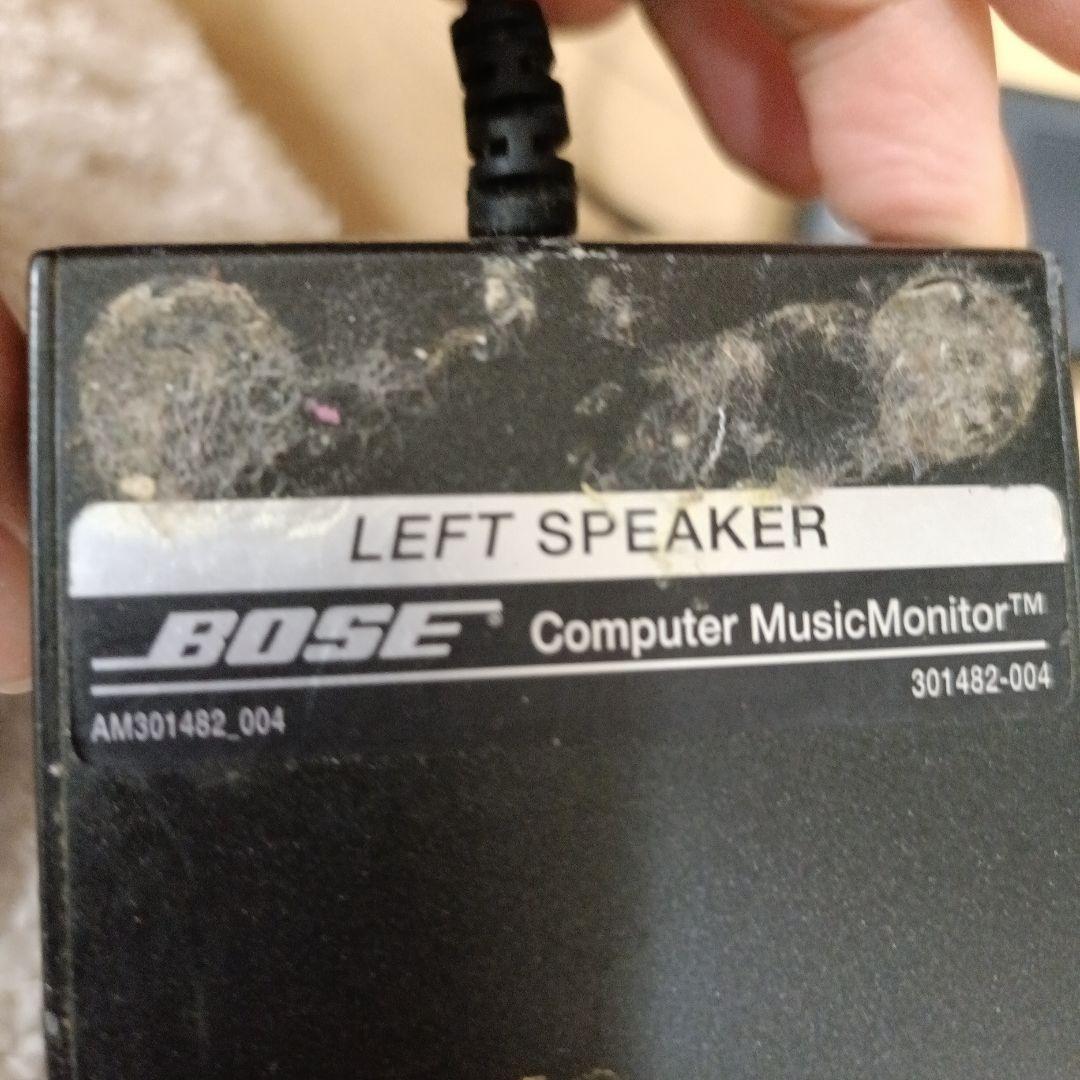 LEFT SPEAKER
BOSE® Computer MusicMonitor™
301482-004
AM301482_004